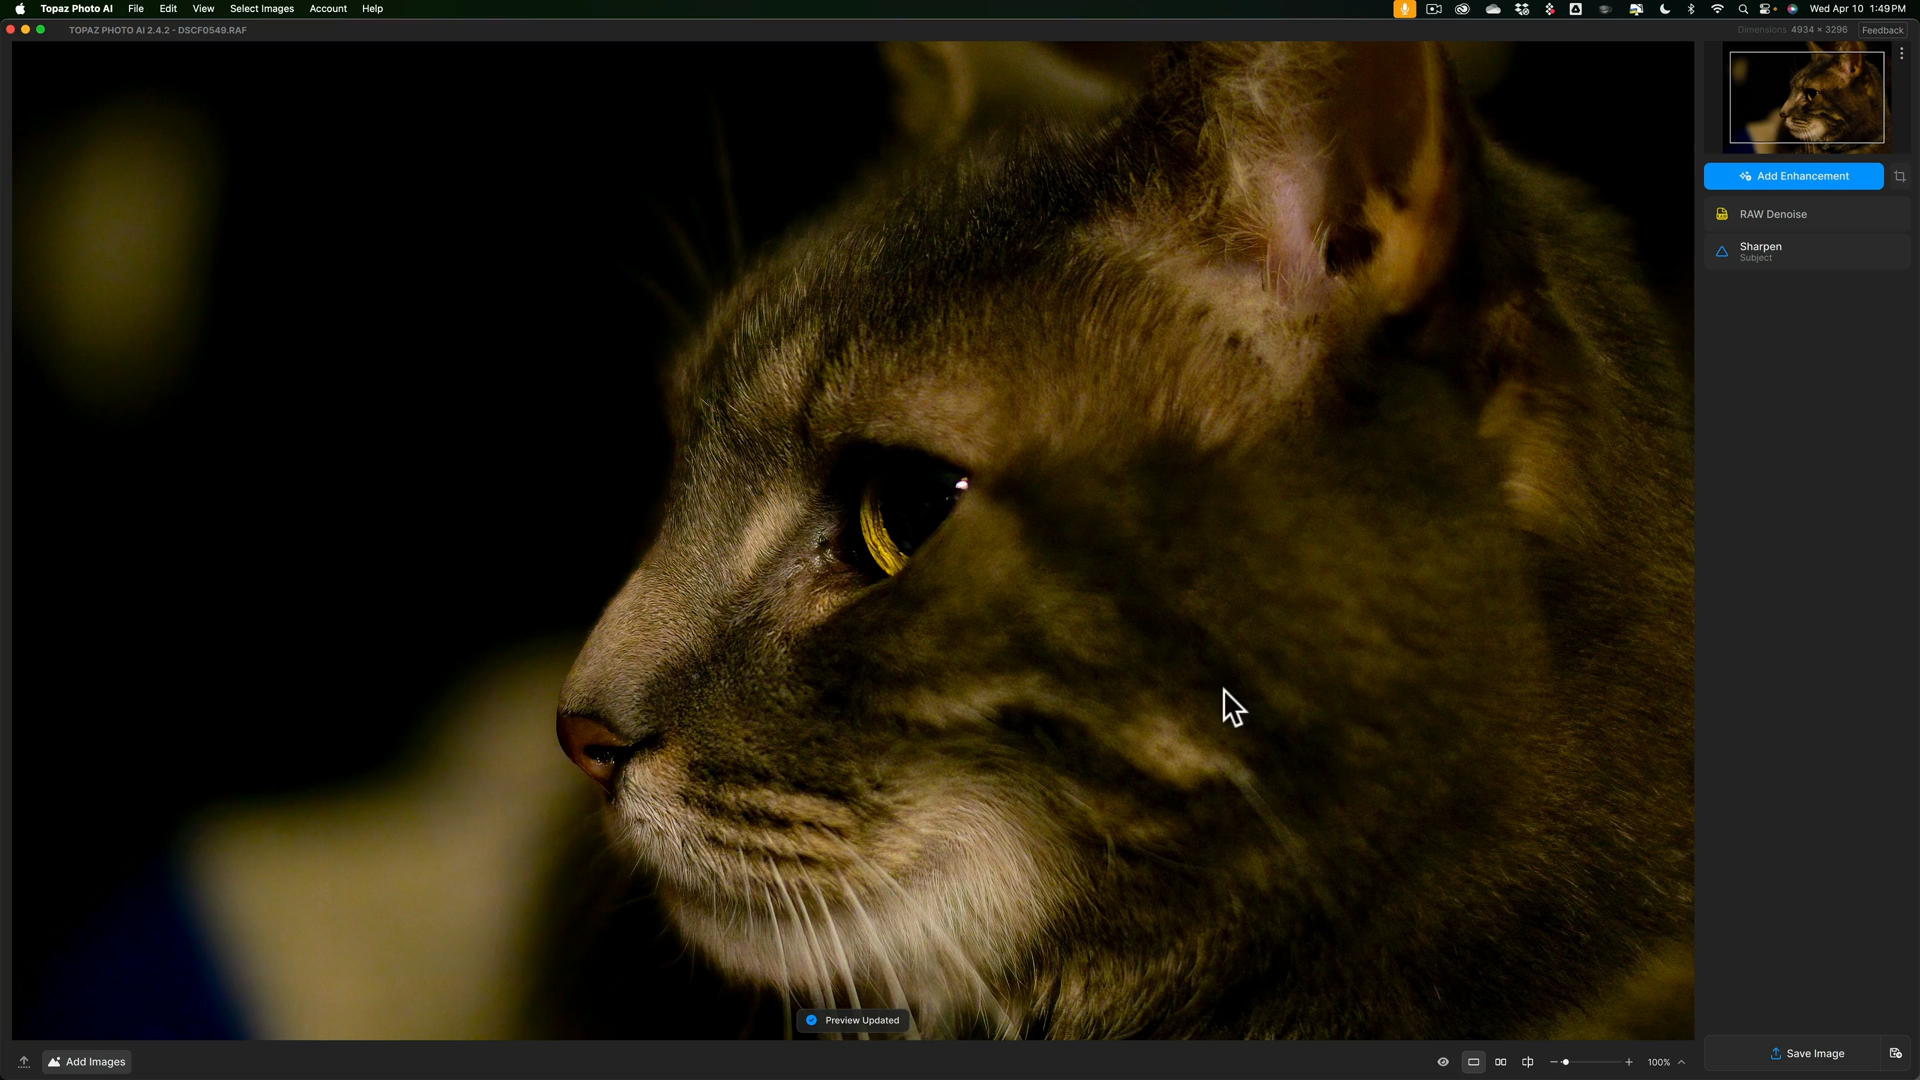 Topaz Photo AI File Edit View Select Images Account Help Wed Apr 10 1:49 PM
TOPAZ PHOTO AI 2.4.2 - DSCF0549.RAF Dimensions 4934 × 3296 Feedback
Add Enhancement
RAW Denoise
Sharpen
Subject
Preview Updated
Add Images 100% Save Image